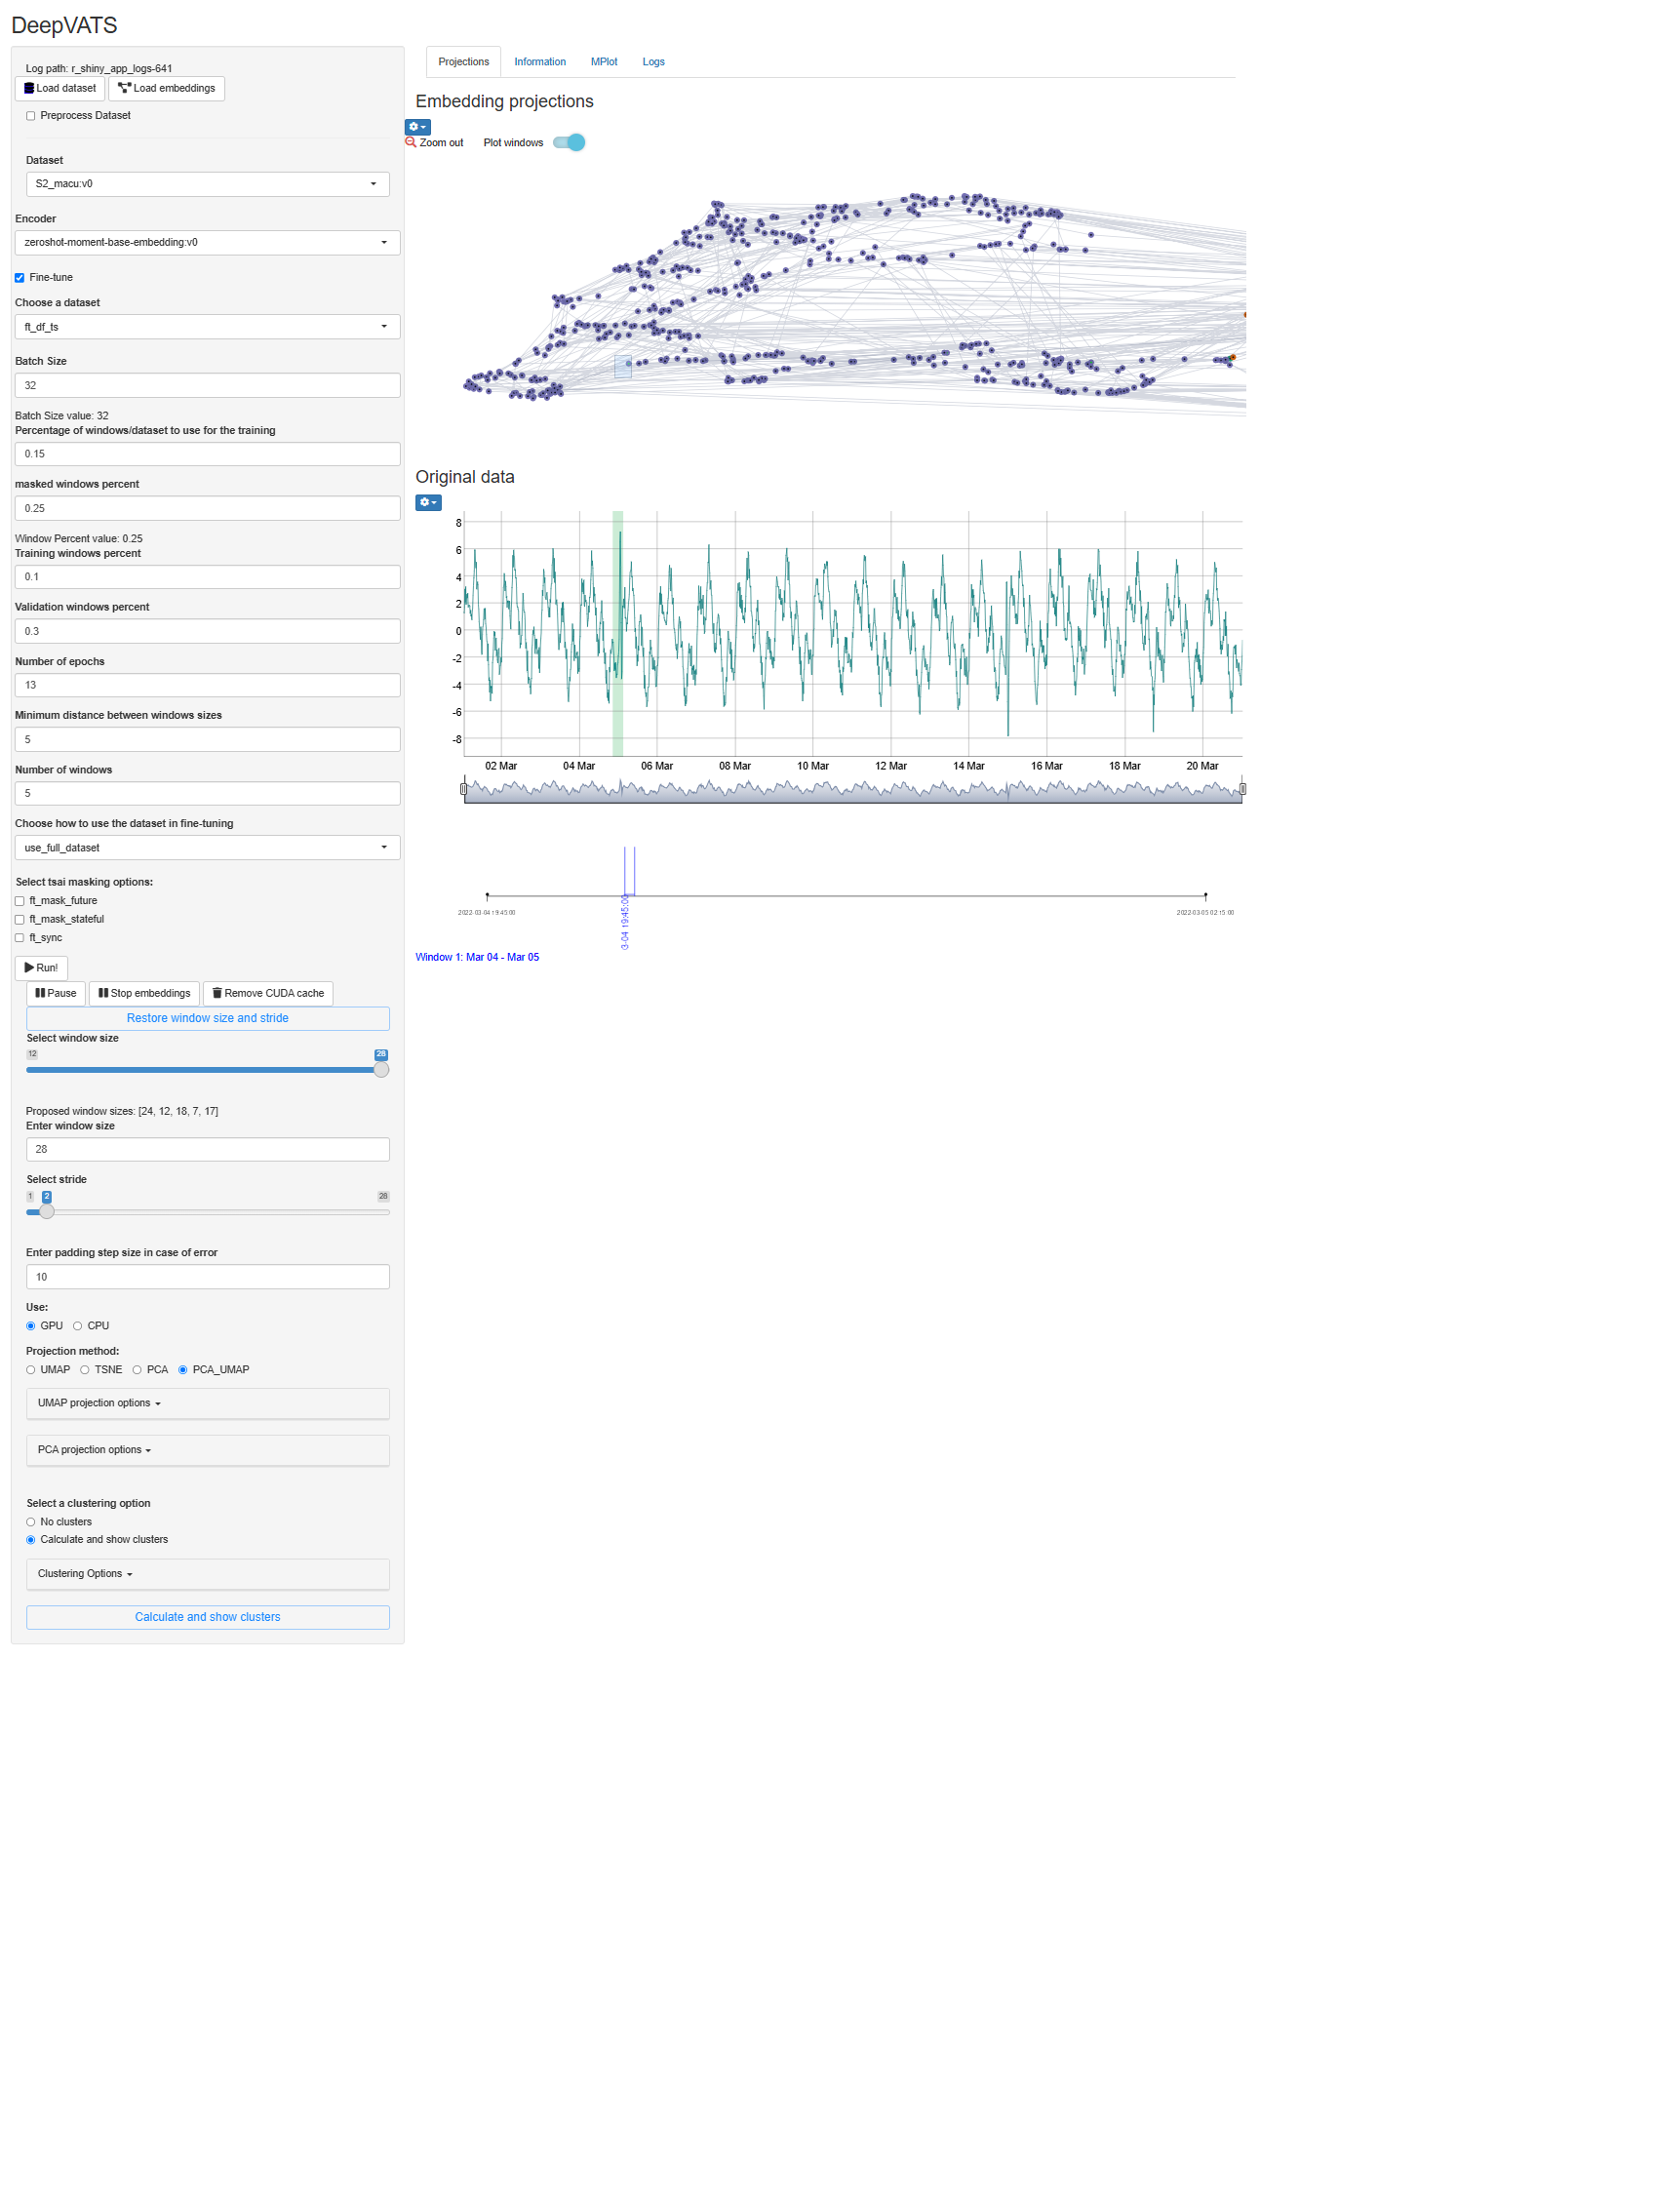 DeepVATS
Log path: r_shiny_app_logs-641
Load dataset Load embeddings
Preprocess Dataset
Dataset
S2_macu:v0
Encoder
zeroshot-moment-base-embedding:v0
Fine-tune
Choose a dataset
ft_df_ts
Batch Size
32
Batch Size value: 32
Percentage of windows/dataset to use for the training
0.15
masked windows percent
0.25
Window Percent value: 0.25
Training windows percent
0.1
Validation windows percent
0.3
Number of epochs
13
Minimum distance between windows sizes
5
Number of windows
5
Choose how to use the dataset in fine-tuning
use_full_dataset
Select tsai masking options:
ft_mask_future
ft_mask_stateful
ft_sync
Run!
Pause Stop embeddings Remove CUDA cache
Restore window size and stride
Select window size
12 28
Proposed window sizes: [24, 12, 18, 7, 17]
Enter window size
28
Select stride
1 2 28
Enter padding step size in case of error
10
Use:
GPU CPU
Projection method:
UMAP TSNE PCA PCA_UMAP
UMAP projection options
PCA projection options
Select a clustering option
No clusters
Calculate and show clusters
Clustering Options
Calculate and show clusters
Projections Information MPlot Logs
Embedding projections
Zoom out Plot windows
Original data
8
6
4
2
0
-2
-4
-6
-8
02 Mar 04 Mar 06 Mar 08 Mar 10 Mar 12 Mar 14 Mar 16 Mar 18 Mar 20 Mar
2022-03-04 19:45:00 2022-03-05 02:15:00
3-04 19:45:00
Window 1: Mar 04 - Mar 05